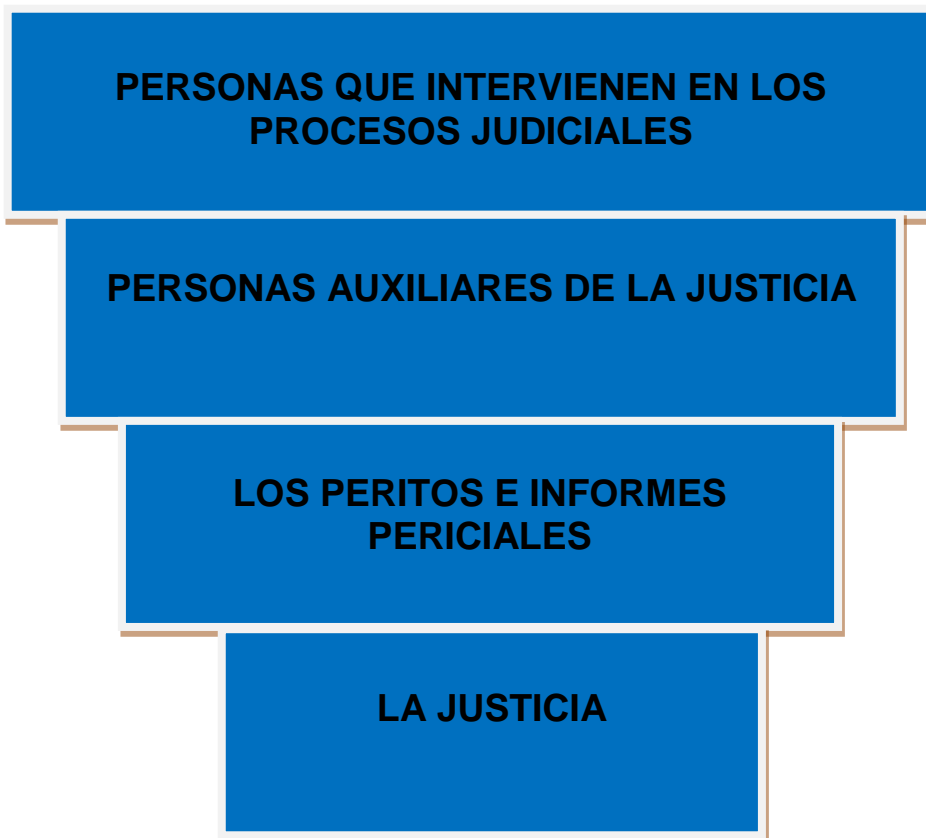 PERSONAS QUE INTERVIENEN EN LOS
PROCESOS JUDICIALES
PERSONAS AUXILIARES DE LA JUSTICIA
LOS PERITOS E INFORMES
PERICIALES
LA JUSTICIA